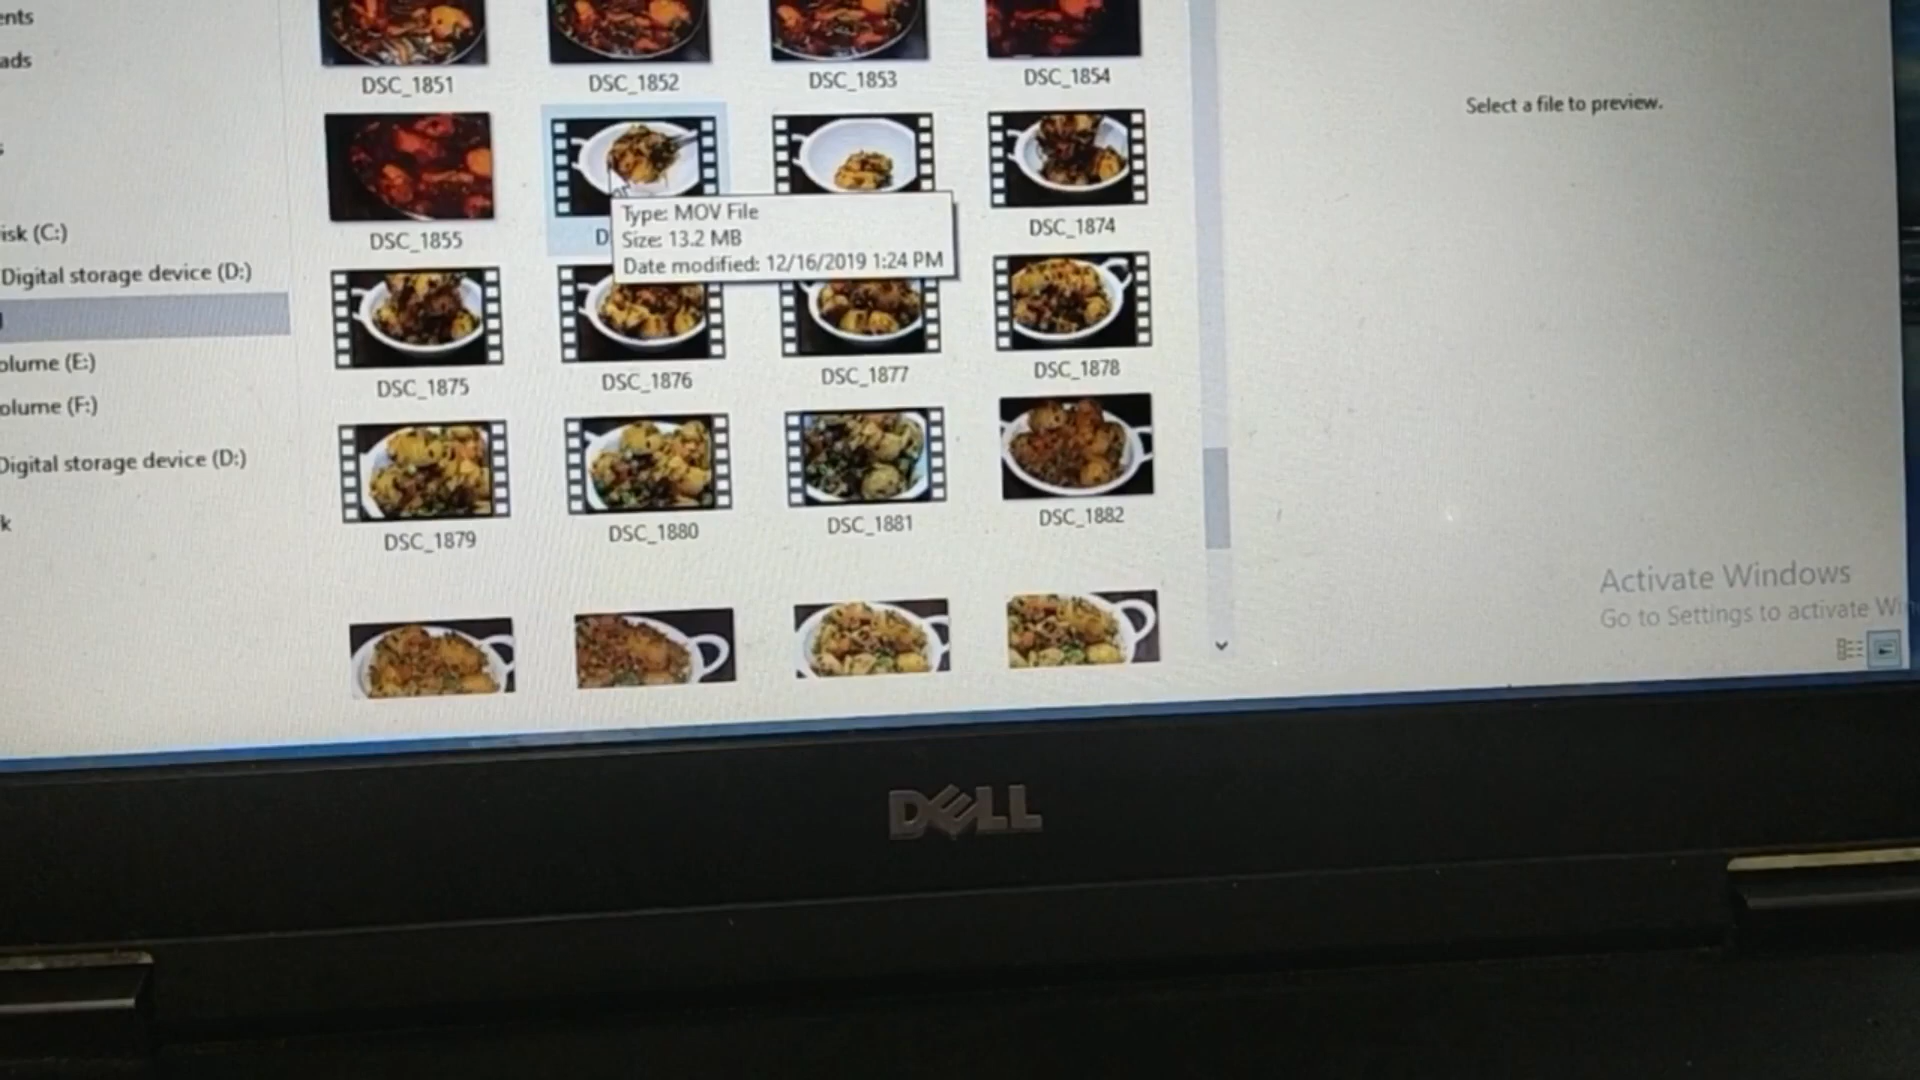 DSC_1851
DSC_1852
DSC_1853
DSC_1854
Select a file to preview.
DSC_1855
DSC_1874
Type: MOV File
Size: 13.2 MB
Date modified: 12/16/2019 1:24 PM
isk (C:)
Digital storage device (D:)
olume (E:)
olume (F:)
Digital storage device (D:)
DSC_1875
DSC_1876
DSC_1877
DSC_1878
DSC_1879
DSC_1880
DSC_1881
DSC_1882
Activate Windows
Go to Settings to activate Wi
DELL